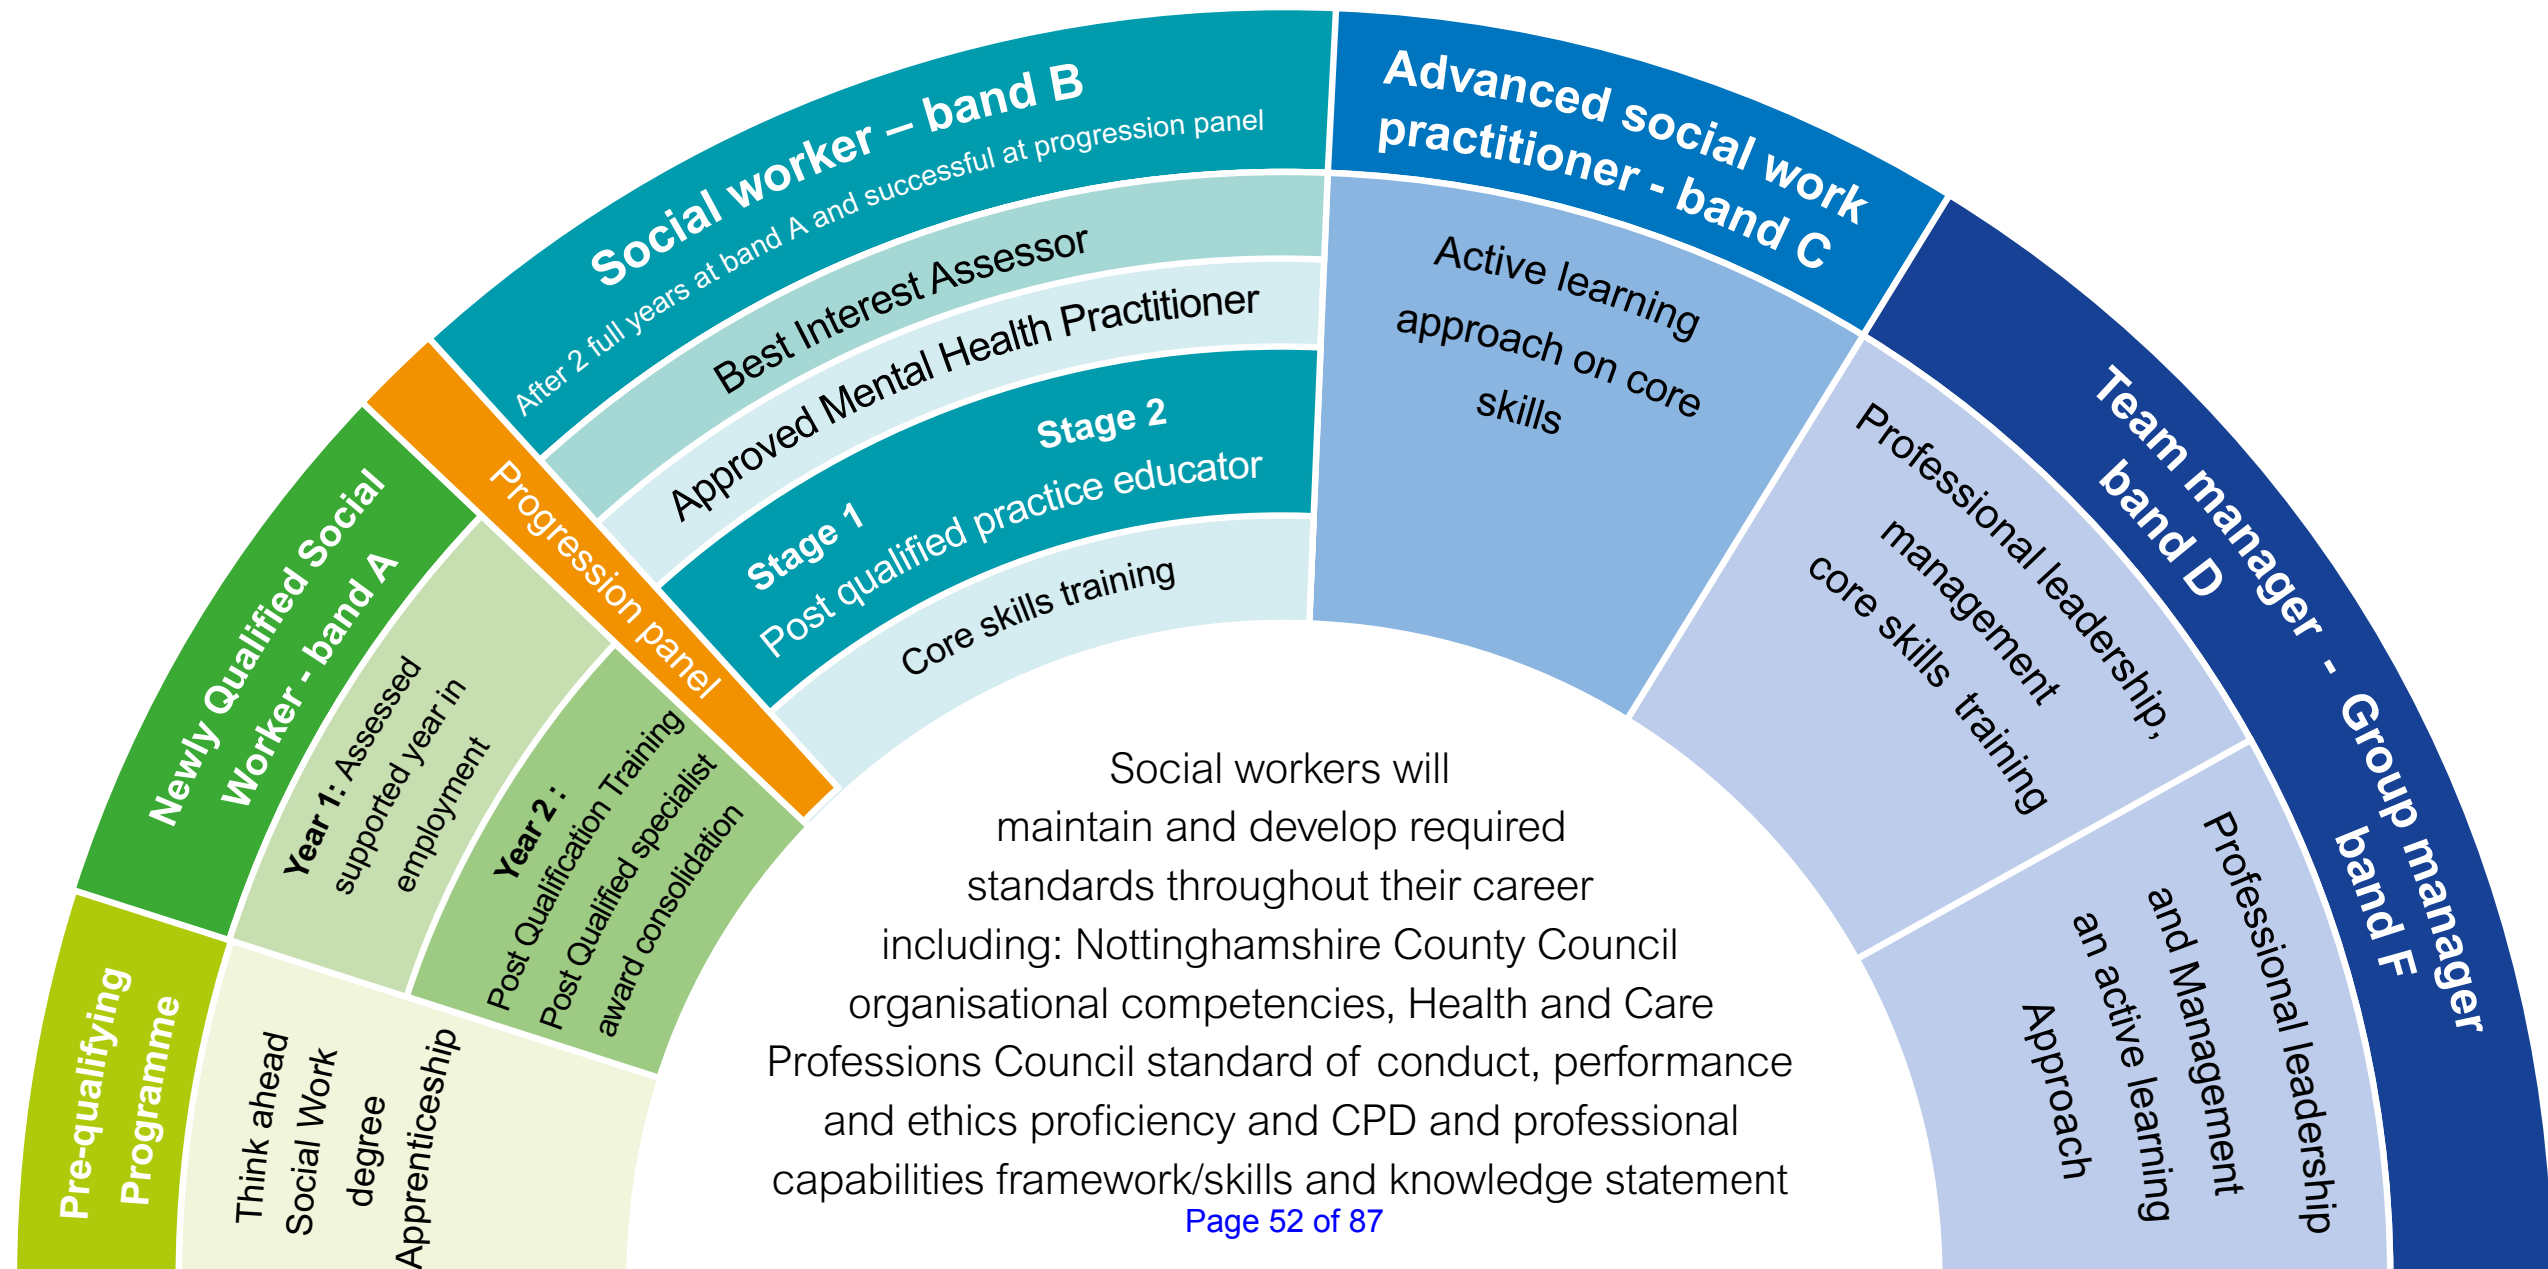 Pre-qualifying
Programme
Think ahead
Social Work
degree
Apprenticeship
Newly Qualified Social
Worker - band A
Year 1: Assessed
supported year in
employment
Year 2 :
Post Qualification Training
Post Qualified specialist
award consolidation
Progression panel
Social worker – band B
After 2 full years at band A and successful at progression panel
Best Interest Assessor
Approved Mental Health Practitioner
Stage 1
Stage 2
Post qualified practice educator
Core skills training
Advanced social work
practitioner - band C
Active learning
approach on core
skills
Team manager - Group manager
band D
band F
Professional leadership,
management
core skills training
Professional leadership
and Management
an active learning
Approach
Social workers will
maintain and develop required
standards throughout their career
including: Nottinghamshire County Council
organisational competencies, Health and Care
Professions Council standard of conduct, performance
and ethics proficiency and CPD and professional
capabilities framework/skills and knowledge statement
Page 52 of 87